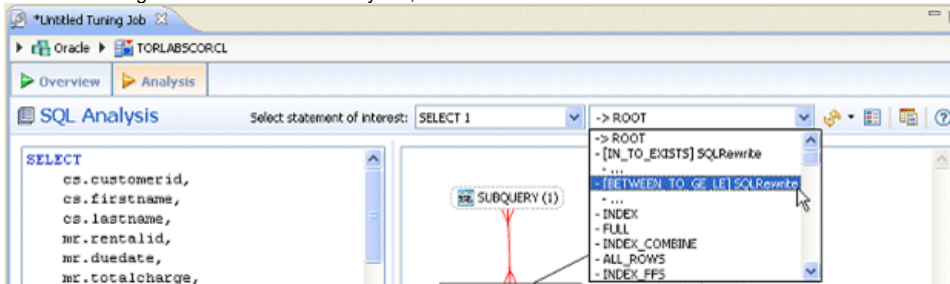 *Untitled Tuning Job
Oracle TORLABSCORCL
Overview Analysis
SQL Analysis Select statement of interest: SELECT 1 -> ROOT
-> ROOT
- [IN_TO_EXISTS] SQLRewrite
- ...
- [BETWEEN_TO_GE_LE] SQLRewrite
- ...
- INDEX
- FULL
- INDEX_COMBINE
- ALL_ROWS
- INDEX_FFS
SELECT
cs.customerid,
cs.firstname,
cs.lastname,
mr.rentalid,
mr.duedate,
mr.totalcharge,
SUBQUERY (1)